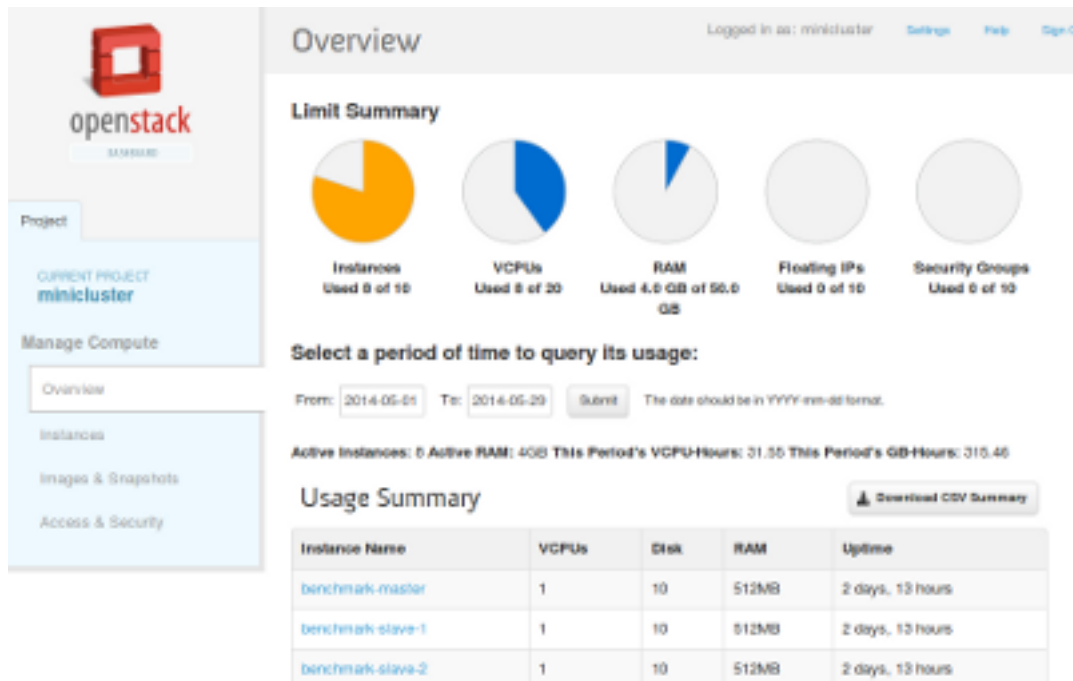 openstack
DASHBOARD
Project
CURRENT PROJECT
minicluster
Manage Compute
Overview
Instances
Images & Snapshots
Access & Security
Overview
Logged in as: minicluster Settings Help Sign
Limit Summary
Instances
Used 8 of 10
VCPUs
Used 8 of 20
RAM
Used 4.0 GB of 50.0
GB
Floating IPs
Used 0 of 10
Security Groups
Used 0 of 10
Select a period of time to query its usage:
From: 2014-05-01 To: 2014-05-29 Submit The date should be in YYYY-mm-dd format.
Active Instances: 8 Active RAM: 4GB This Period's VCPU-Hours: 31.55 This Period's GB-Hours: 315.46
Usage Summary
Download CSV Summary
Instance Name VCPUs Disk RAM Uptime
benchmark-master 1 10 512MB 2 days, 13 hours
benchmark-slave-1 1 10 512MB 2 days, 13 hours
benchmark-slave-2 1 10 512MB 2 days, 13 hours